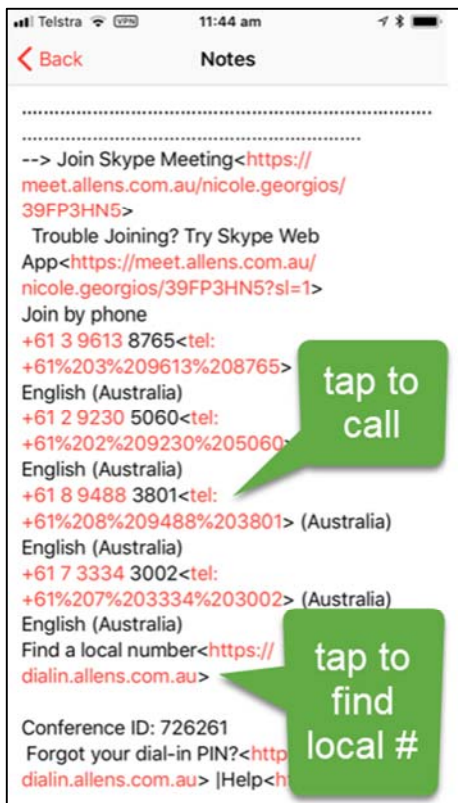 Telstra VPN 11:44 am
Back Notes
................................................................................
................................................................
--> Join Skype Meeting<https://
meet.allens.com.au/nicole.georgios/
39FP3HN5>
Trouble Joining? Try Skype Web
App<https://meet.allens.com.au/
nicole.georgios/39FP3HN5?sl=1>
Join by phone
+61 3 9613 8765<tel:
+61%203%209613%208765>
English (Australia)
+61 2 9230 5060<tel:
+61%202%209230%205060>
English (Australia)
tap to
call
+61 8 9488 3801<tel:
+61%208%209488%203801> (Australia)
English (Australia)
+61 7 3334 3002<tel:
+61%207%203334%203002> (Australia)
English (Australia)
Find a local number<https://
dialin.allens.com.au>
tap to
find
local #
Conference ID: 726261
Forgot your dial-in PIN?<http
dialin.allens.com.au> |Help<h